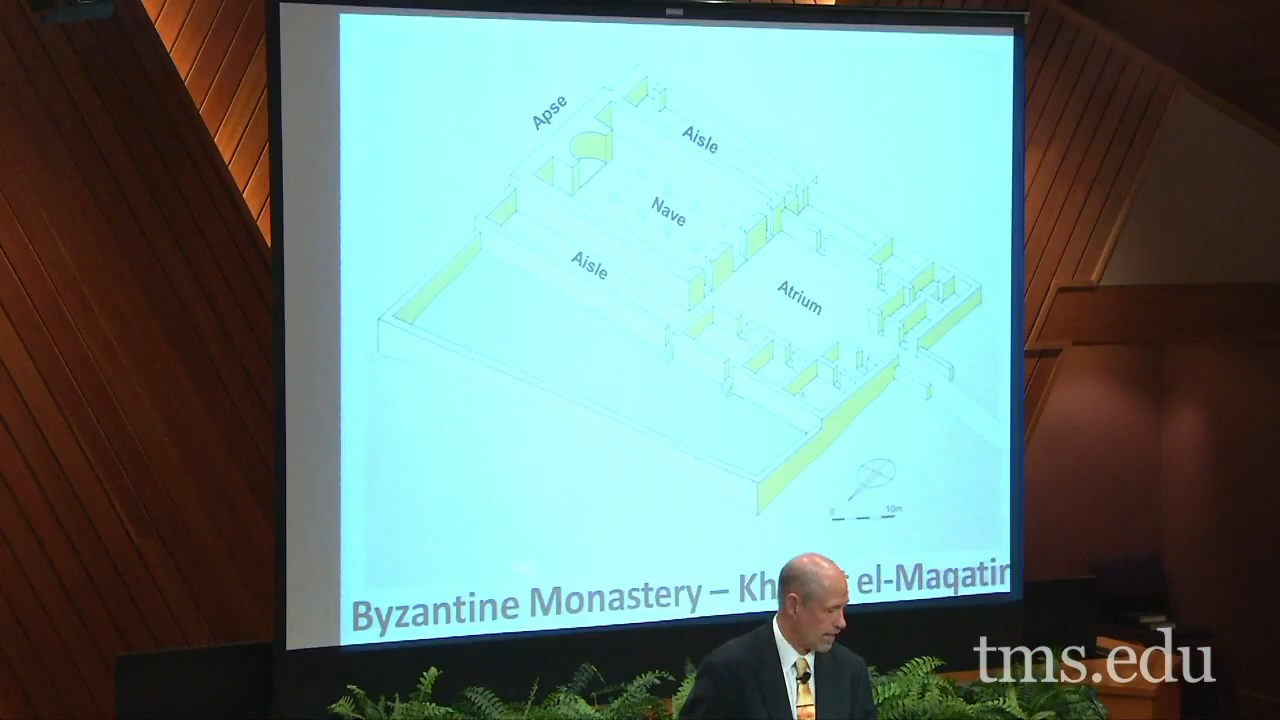 Apse
Aisle
Nave
Aisle
Atrium
0 10m
Byzantine Monastery – Kh el-Maqatir
tms.edu